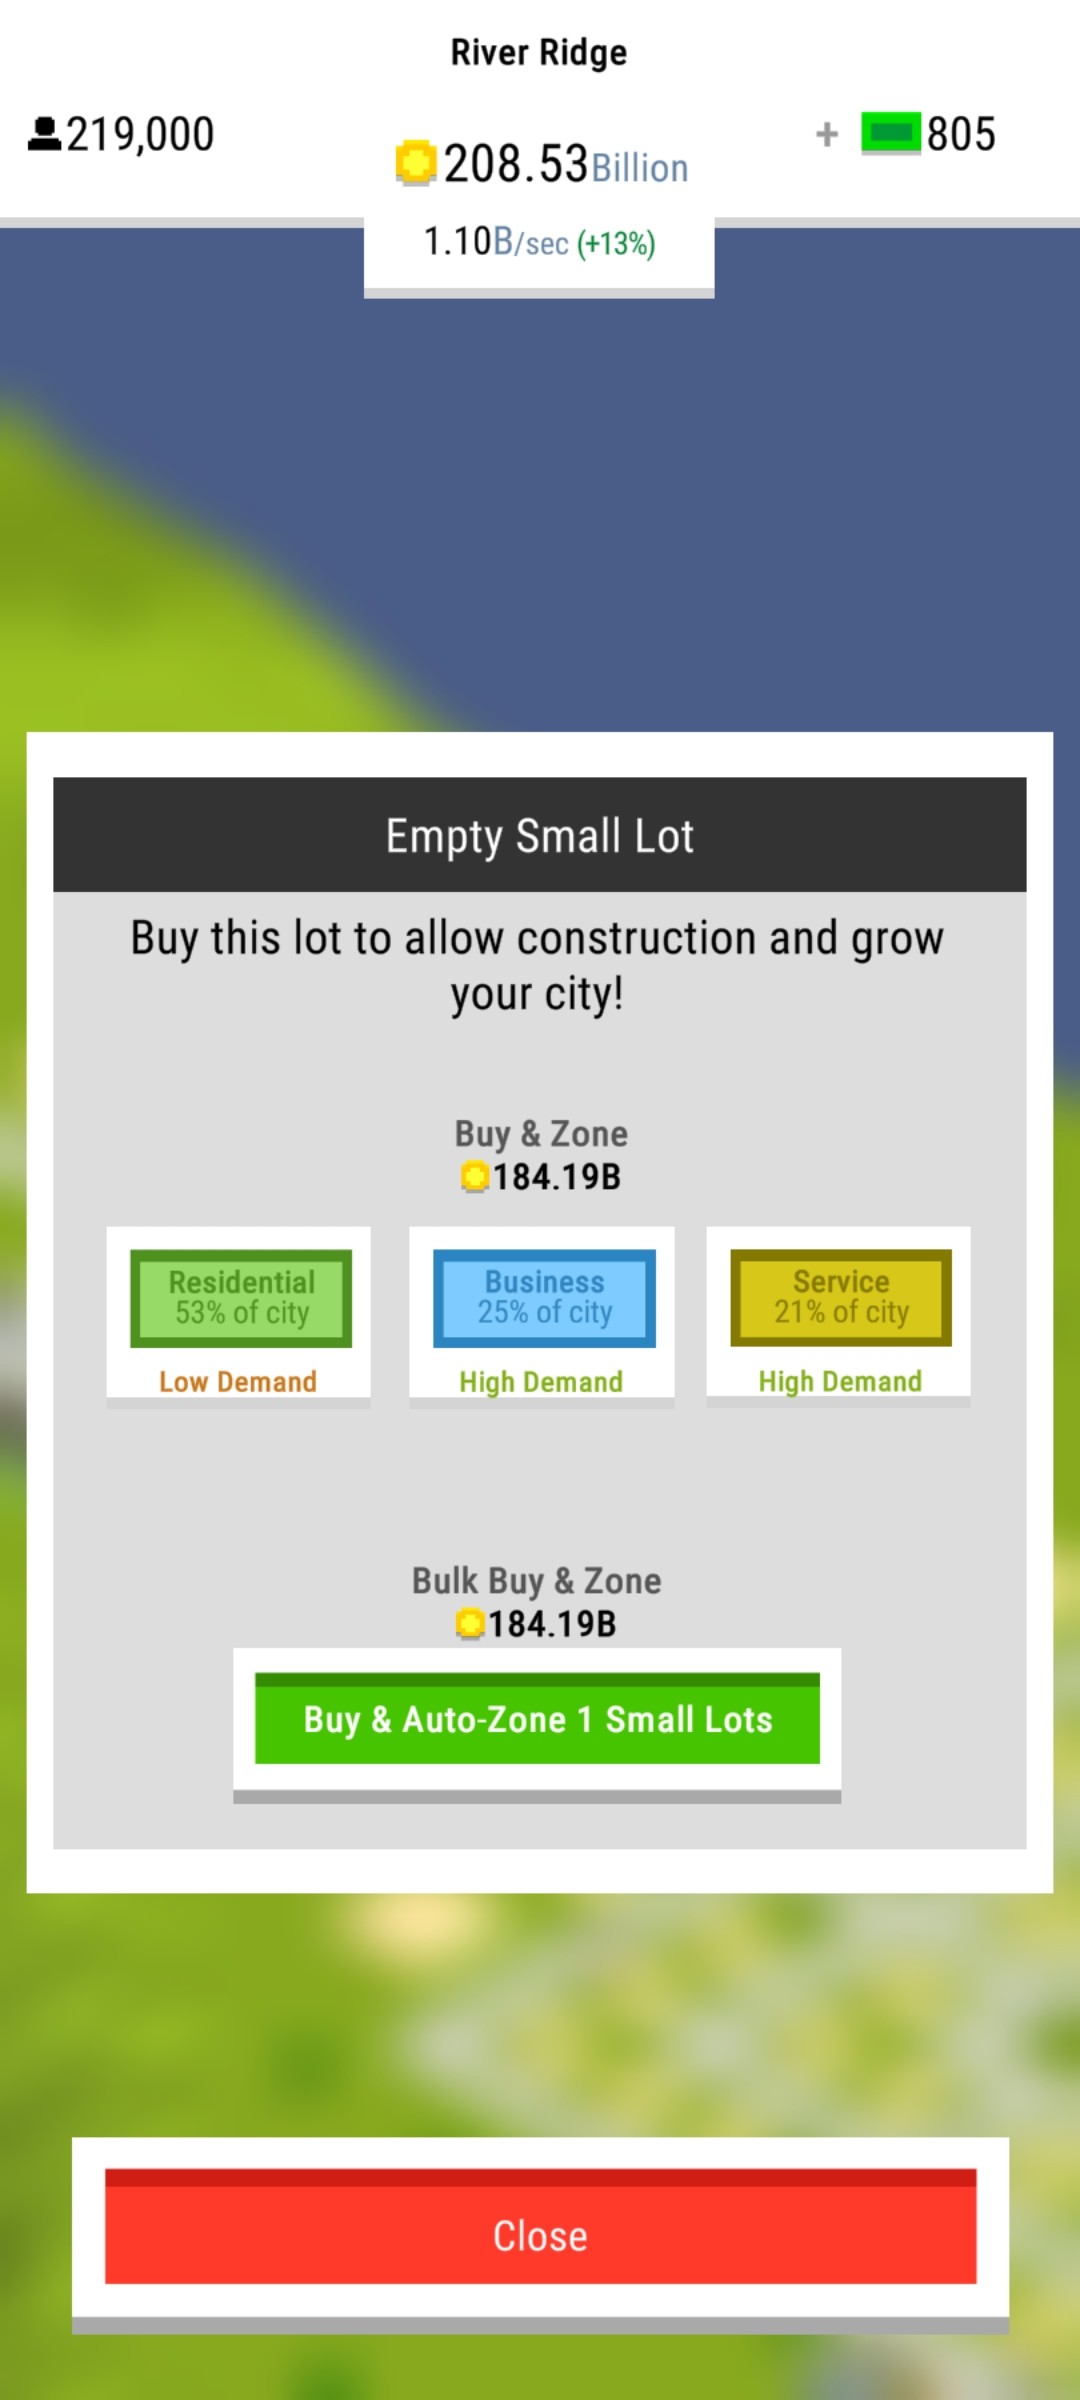 River Ridge
219,000
208.53Billion
+ 805
1.10B/sec (+13%)
Empty Small Lot
Buy this lot to allow construction and grow
your city!
Buy & Zone
184.19B
Residential
53% of city
Low Demand
Business
25% of city
High Demand
Service
21% of city
High Demand
Bulk Buy & Zone
184.19B
Buy & Auto-Zone 1 Small Lots
Close